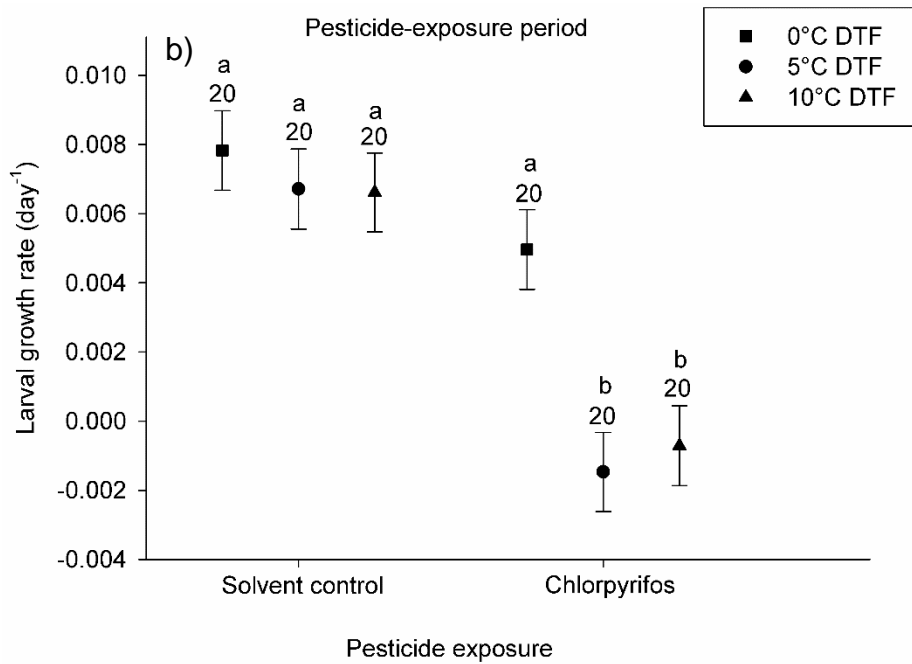 Pesticide-exposure period
b)
0°C DTF
5°C DTF
10°C DTF
Larval growth rate (day⁻¹)
0.010
0.008
0.006
0.004
0.002
0.000
-0.002
-0.004
a
20
a
20
a
20
a
20
b
20
b
20
Solvent control
Chlorpyrifos
Pesticide exposure